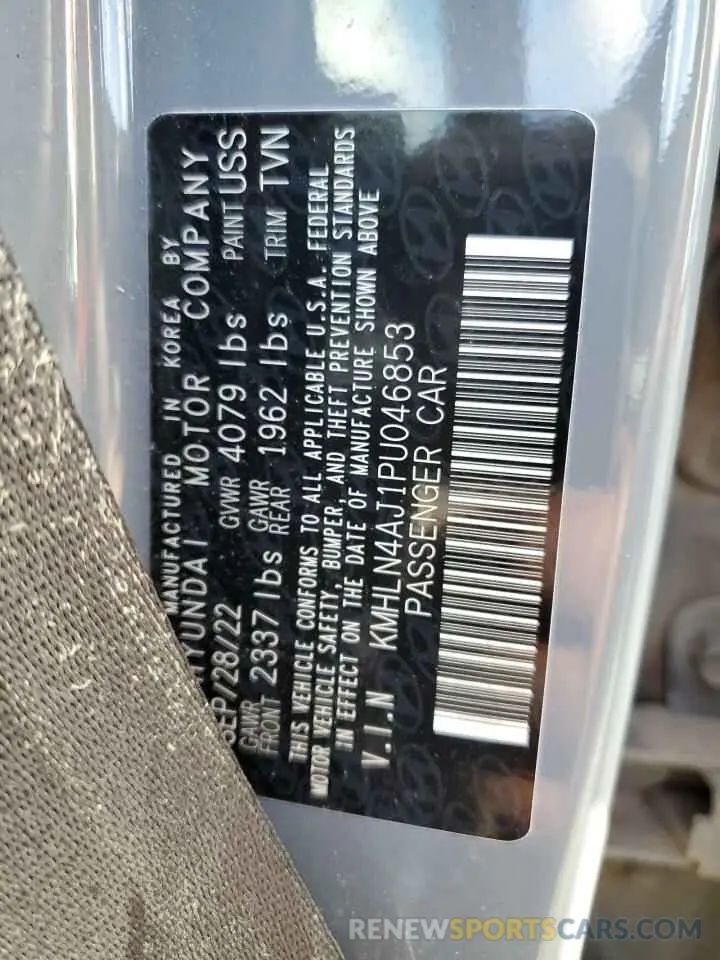 MANUFACTURED IN KOREA BY
HYUNDAI MOTOR COMPANY
SEP/28/22 GVWR 4079 lbs PAINT USS
GAWR FRONT 2337 lbs GAWR REAR 1962 lbs TRIM TVN
THIS VEHICLE CONFORMS TO ALL APPLICABLE U.S.A. FEDERAL
MOTOR VEHICLE SAFETY, BUMPER, AND THEFT PREVENTION STANDARDS
IN EFFECT ON THE DATE OF MANUFACTURE SHOWN ABOVE
V.I.N KMHLN4AJ1PU046853
PASSENGER CAR
RENEWSPORTSCARS.COM